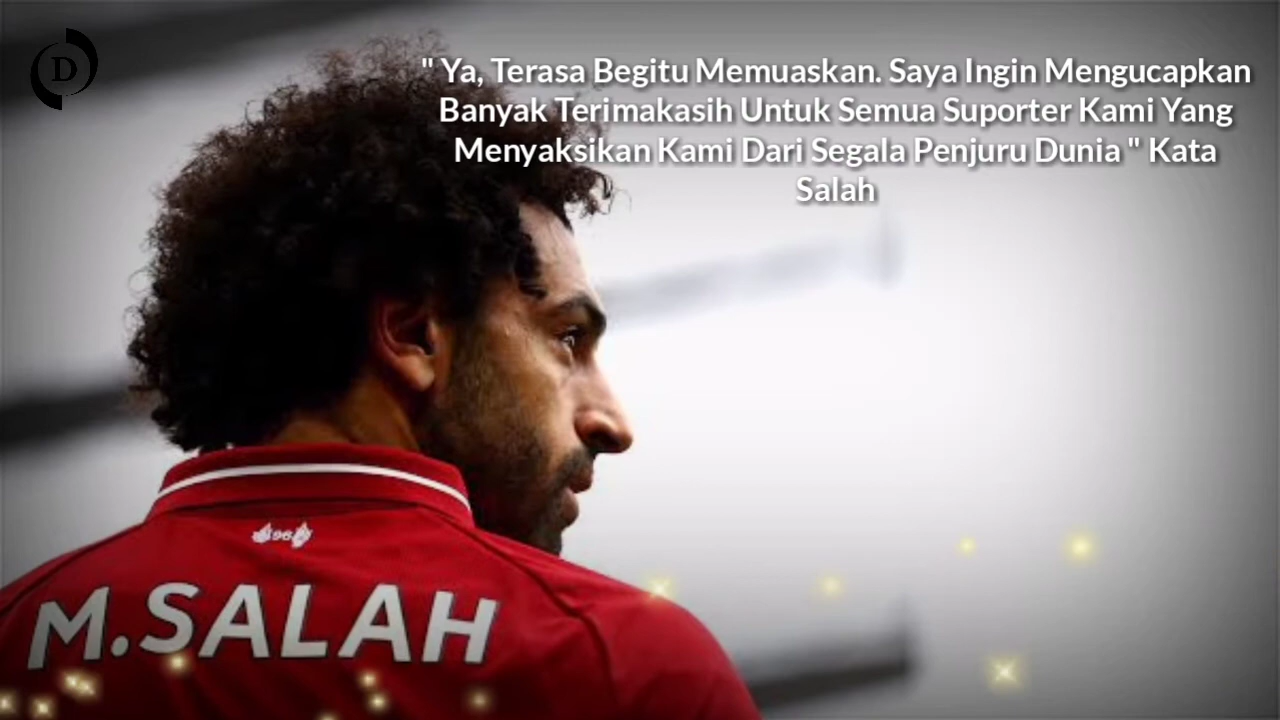 D
" Ya, Terasa Begitu Memuaskan. Saya Ingin Mengucapkan
Banyak Terimakasih Untuk Semua Suporter Kami Yang
Menyaksikan Kami Dari Segala Penjuru Dunia " Kata
Salah
96
M.SALAH